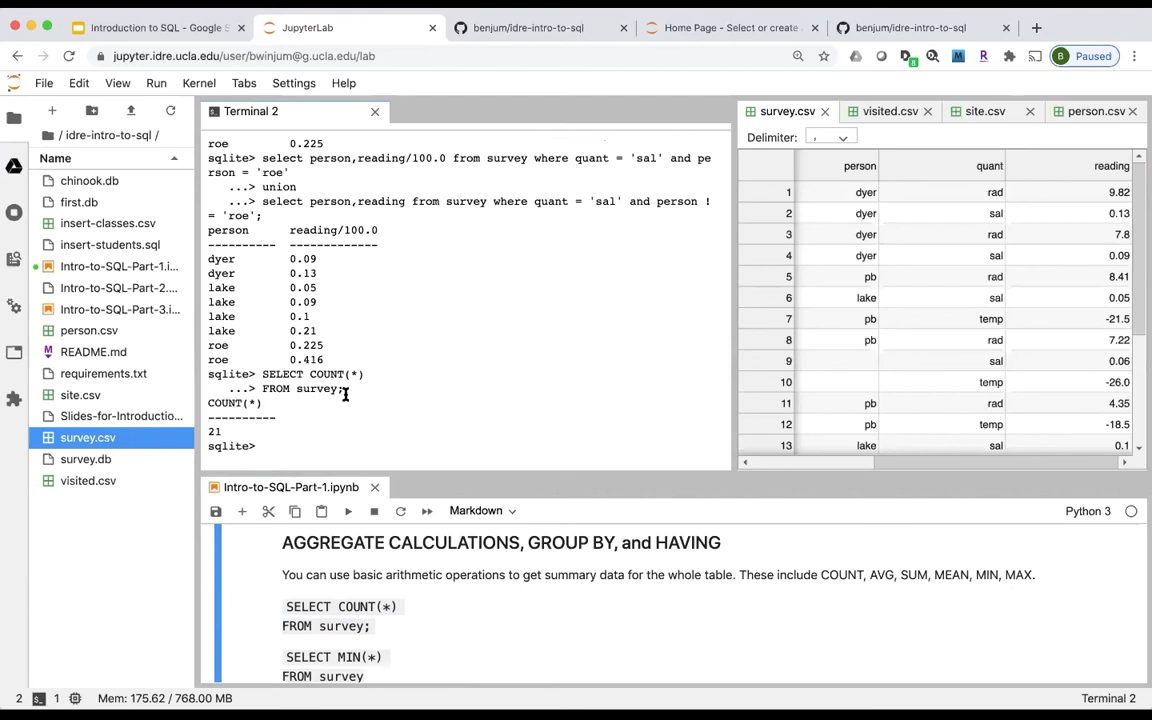 Introduction to SQL - Google S
JupyterLab
benjum/idre-intro-to-sql
Home Page - Select or create
benjum/idre-intro-to-sql
jupyter.idre.ucla.edu/user/bwinjum@g.ucla.edu/lab
8
M
R
B
Paused
File Edit View Run Kernel Tabs Settings Help
/ idre-intro-to-sql /
Name
chinook.db
first.db
insert-classes.csv
insert-students.sql
Intro-to-SQL-Part-1.i...
Intro-to-SQL-Part-2....
Intro-to-SQL-Part-3.i...
person.csv
README.md
requirements.txt
site.csv
Slides-for-Introductio...
survey.csv
survey.db
visited.csv
Terminal 2
roe 0.225
sqlite> select person,reading/100.0 from survey where quant = 'sal' and pe
rson = 'roe'
...> union
...> select person,reading from survey where quant = 'sal' and person !
= 'roe';
person reading/100.0
---------- -------------
dyer 0.09
dyer 0.13
lake 0.05
lake 0.09
lake 0.1
lake 0.21
roe 0.225
roe 0.416
sqlite> SELECT COUNT(*)
...> FROM survey;
COUNT(*)
----------
21
sqlite>
survey.csv
visited.csv
site.csv
person.csv
Delimiter: ,
person quant reading
1 dyer rad 9.82
2 dyer sal 0.13
3 dyer rad 7.8
4 dyer sal 0.09
5 pb rad 8.41
6 lake sal 0.05
7 pb temp -21.5
8 pb rad 7.22
9 sal 0.06
10 temp -26.0
11 pb rad 4.35
12 pb temp -18.5
13 lake sal 0.1
Intro-to-SQL-Part-1.ipynb
Markdown
Python 3
AGGREGATE CALCULATIONS, GROUP BY, and HAVING
You can use basic arithmetic operations to get summary data for the whole table. These include COUNT, AVG, SUM, MEAN, MIN, MAX.
SELECT COUNT(*)
FROM survey;
SELECT MIN(*)
FROM survey
2
1
Mem: 175.62 / 768.00 MB
Terminal 2